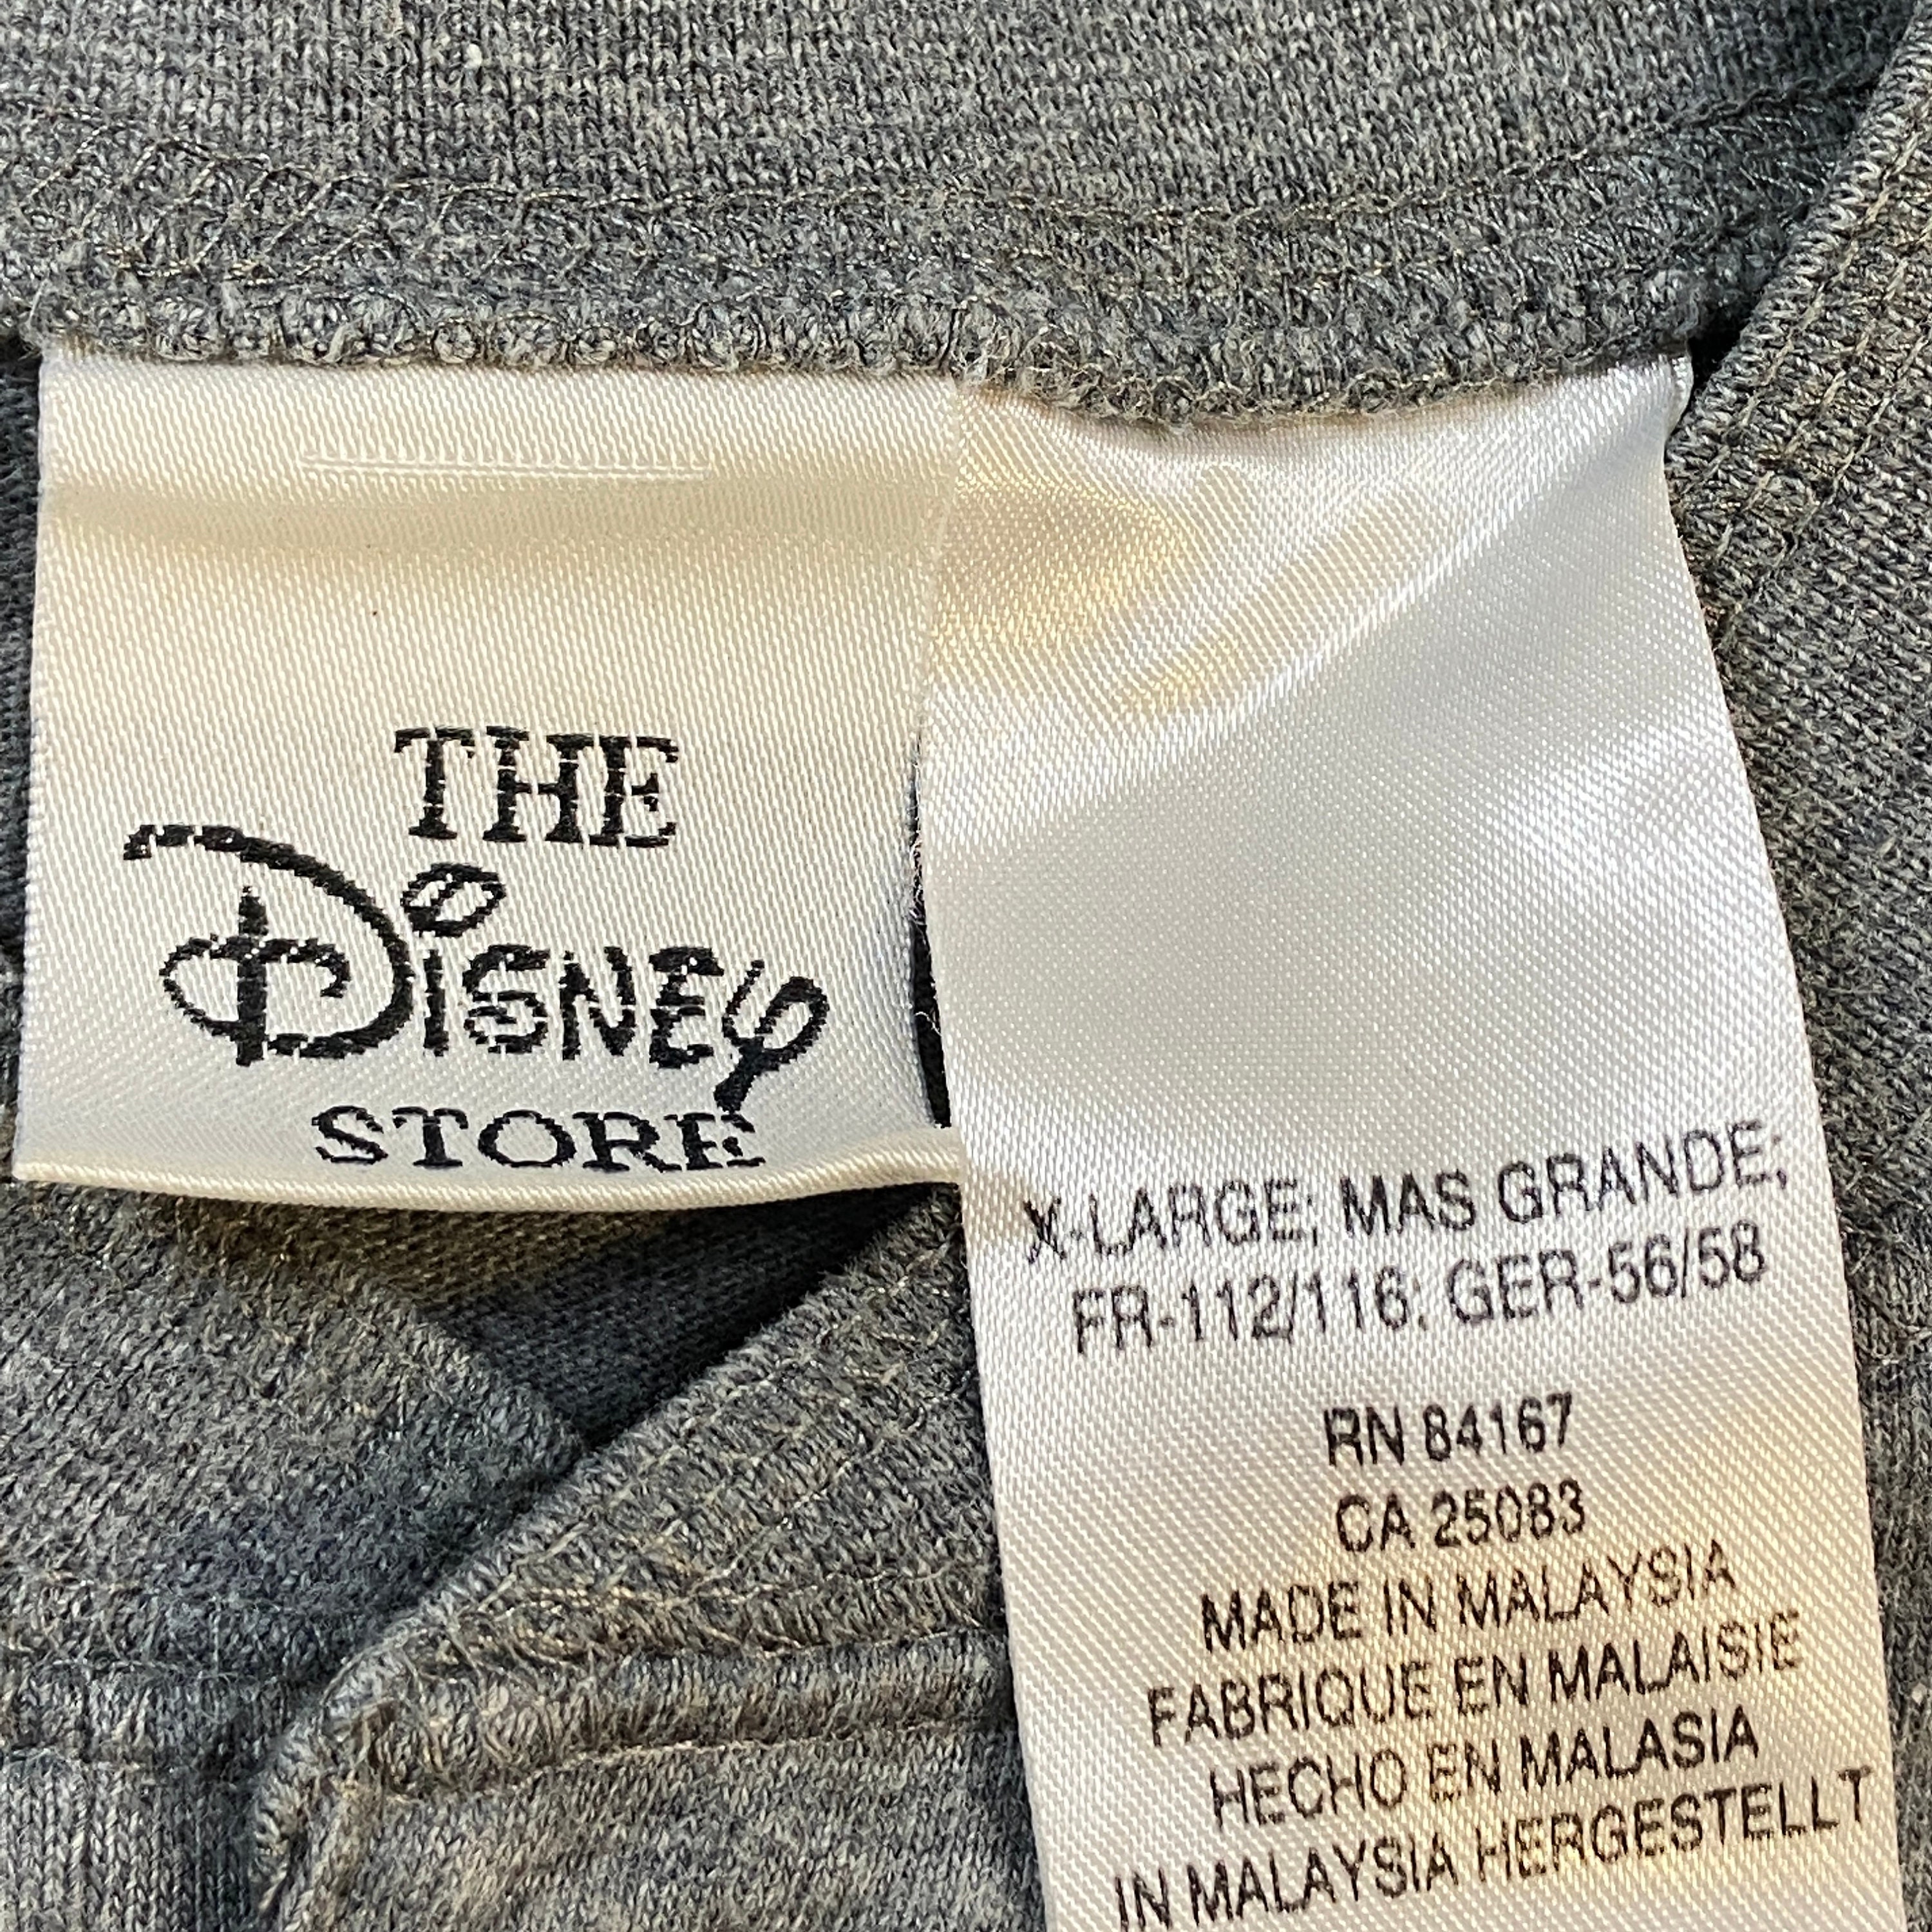 THE
DISNEY
STORE
X-LARGE; MAS GRANDE;
FR-112/116; GER-56/58
RN 84167
CA 25083
MADE IN MALAYSIA
FABRIQUE EN MALAISIE
HECHO EN MALASIA
IN MALAYSIA HERGESTELLT